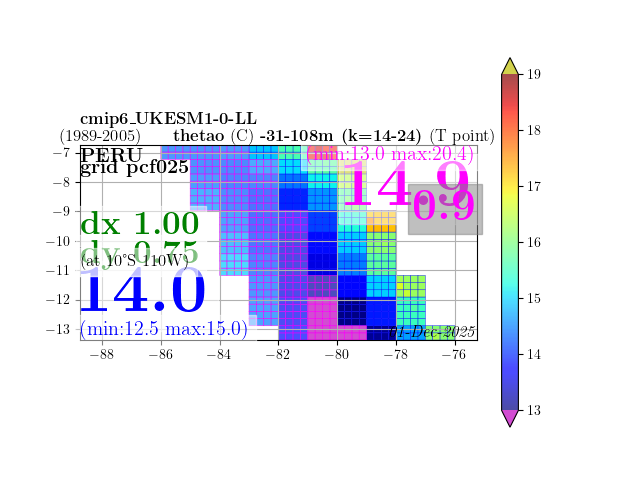 cmip6_UKESM1-0-LL
(1989-2005) thetao (C) -31-108m (k=14-24) (T point)
PERU
(min:13.0 max:20.4)
grid pcf025
14.9
0.9
dx 1.00
dy 0.75
(at 10°S 110W)
14.0
(min:12.5 max:15.0)
01-Dec-2025
−7
−8
−9
−10
−11
−12
−13
−88 −86 −84 −82 −80 −78 −76
19
18
17
16
15
14
13